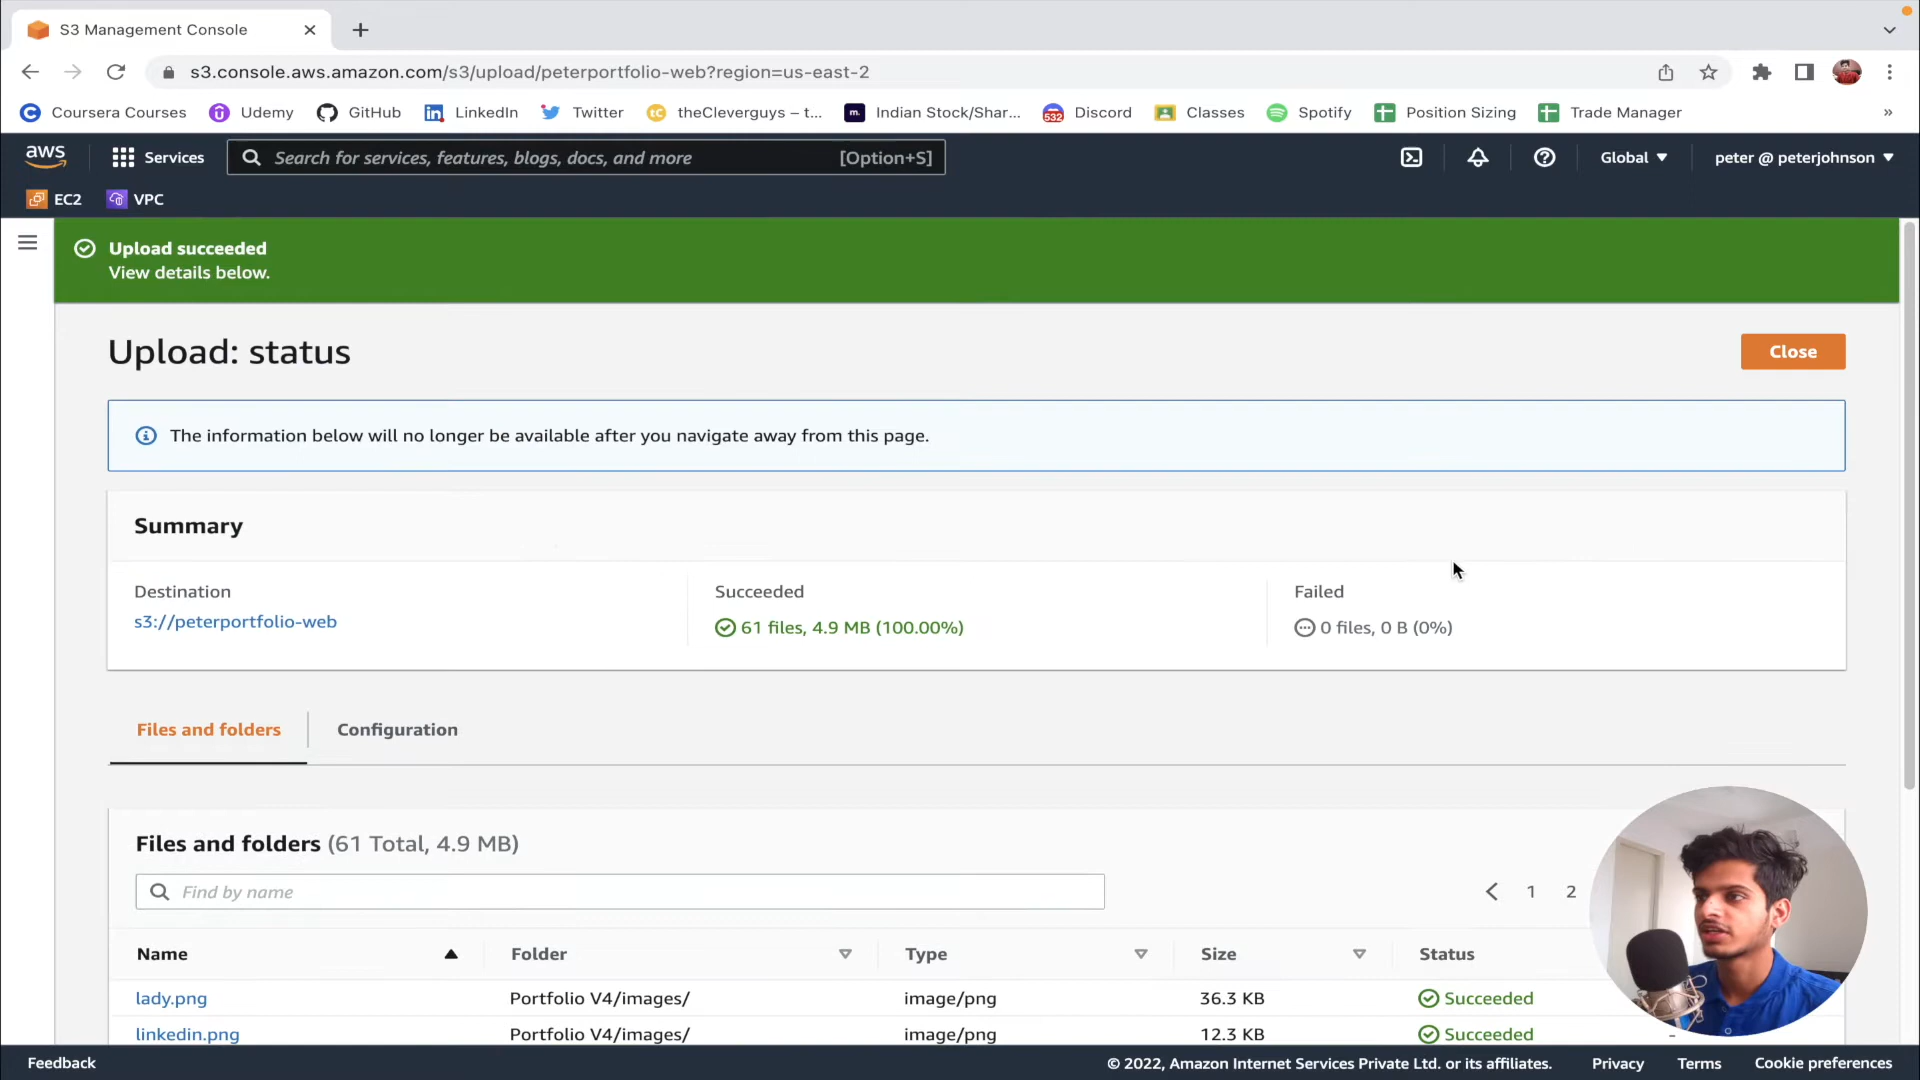 S3 Management Console
s3.console.aws.amazon.com/s3/upload/peterportfolio-web?region=us-east-2
Coursera Courses
Udemy
GitHub
LinkedIn
Twitter
tC
theCleverguys – t...
m.
Indian Stock/Shar...
532
Discord
Classes
Spotify
Position Sizing
Trade Manager
»
aws
Services
Search for services, features, blogs, docs, and more
[Option+S]
Global
peter @ peterjohnson
EC2
VPC
Upload succeeded
View details below.
Upload: status
Close
The information below will no longer be available after you navigate away from this page.
Summary
Destination
s3://peterportfolio-web
Succeeded
61 files, 4.9 MB (100.00%)
Failed
0 files, 0 B (0%)
Files and folders
Configuration
Files and folders (61 Total, 4.9 MB)
Find by name
1
2
Name
Folder
Type
Size
Status
lady.png
Portfolio V4/images/
image/png
36.3 KB
Succeeded
linkedin.png
Portfolio V4/images/
image/png
12.3 KB
Succeeded
-
Feedback
© 2022, Amazon Internet Services Private Ltd. or its affiliates.
Privacy
Terms
Cookie preferences